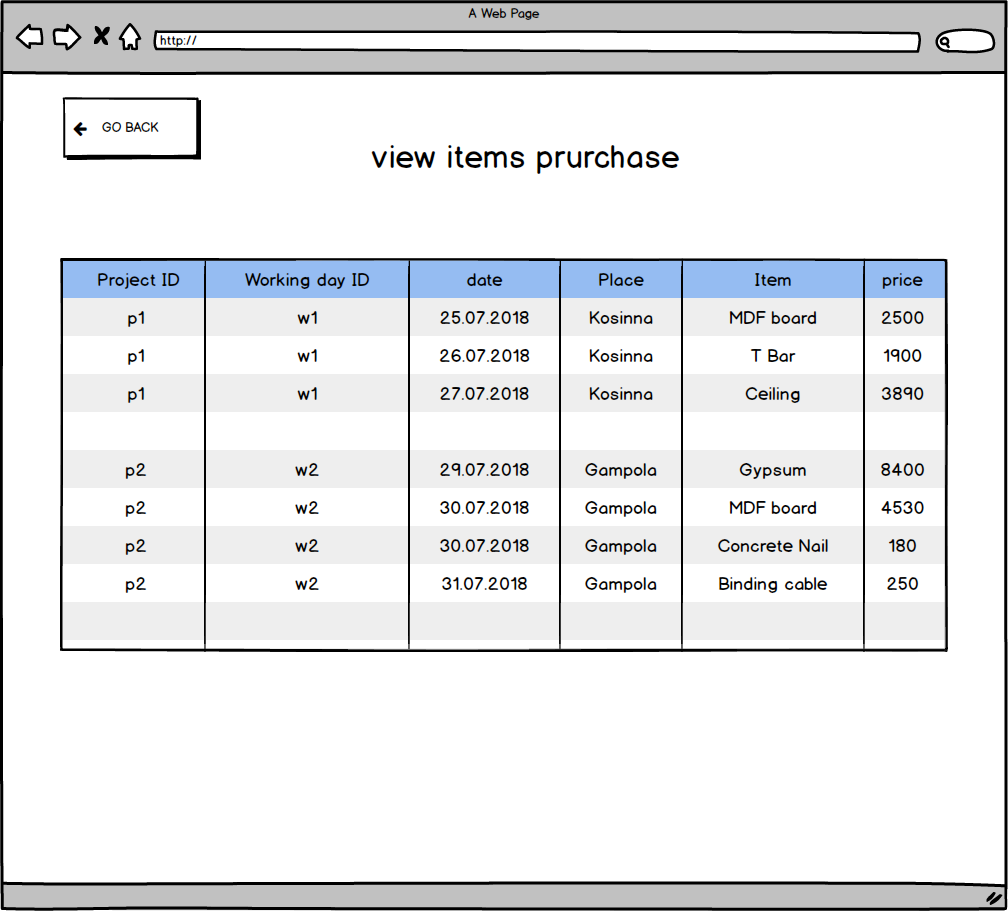 A Web Page
http://
GO BACK
view items prurchase
Project ID Working day ID date Place Item price
p1 w1 25.07.2018 Kosinna MDF board 2500
p1 w1 26.07.2018 Kosinna T Bar 1900
p1 w1 27.07.2018 Kosinna Ceiling 3890
p2 w2 29.07.2018 Gampola Gypsum 8400
p2 w2 30.07.2018 Gampola MDF board 4530
p2 w2 30.07.2018 Gampola Concrete Nail 180
p2 w2 31.07.2018 Gampola Binding cable 250